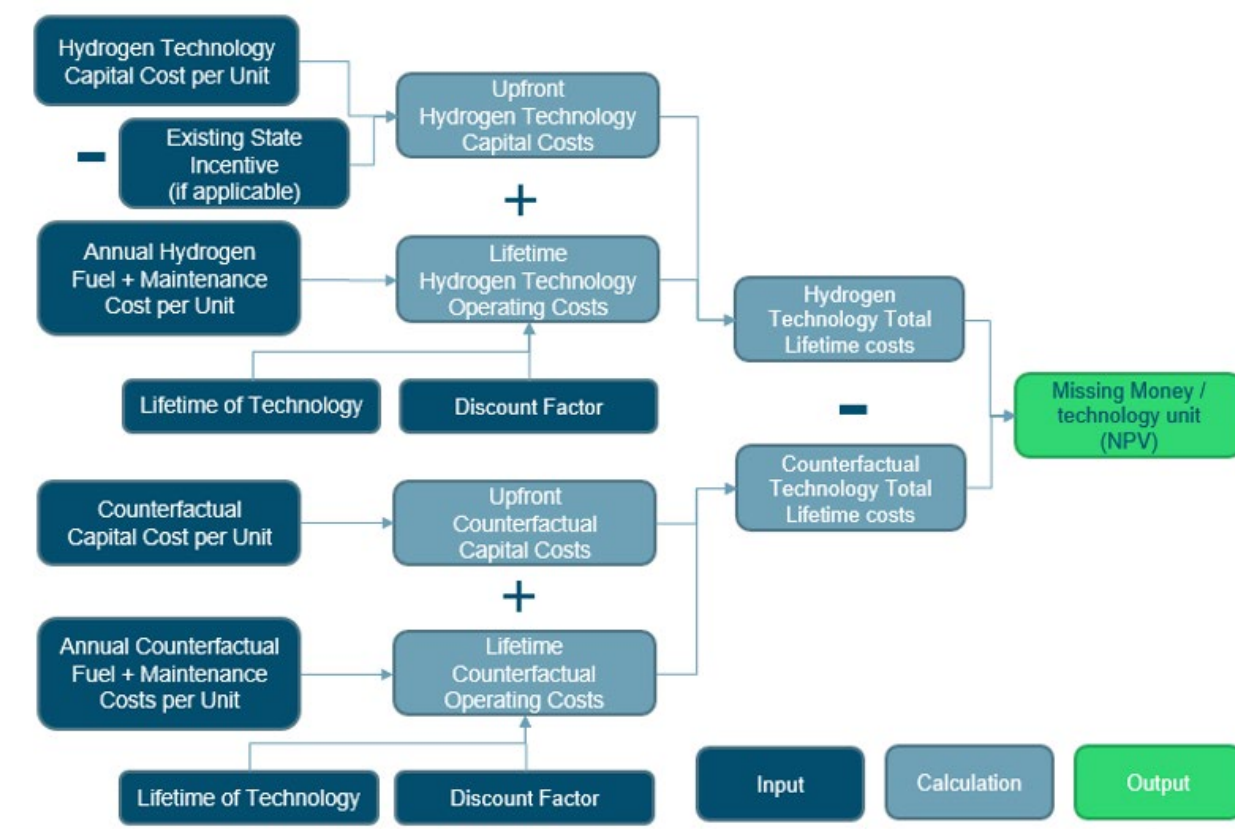 Hydrogen Technology
Capital Cost per Unit
-
Existing State
Incentive
(if applicable)
Upfront
Hydrogen Technology
Capital Costs
+
Annual Hydrogen
Fuel + Maintenance
Cost per Unit
Lifetime
Hydrogen Technology
Operating Costs
Lifetime of Technology
Discount Factor
Hydrogen
Technology Total
Lifetime costs
-
Missing Money /
technology unit
(NPV)
Counterfactual
Technology Total
Lifetime costs
Counterfactual
Capital Cost per Unit
Upfront
Counterfactual
Capital Costs
+
Annual Counterfactual
Fuel + Maintenance
Costs per Unit
Lifetime
Counterfactual
Operating Costs
Lifetime of Technology
Discount Factor
Input
Calculation
Output